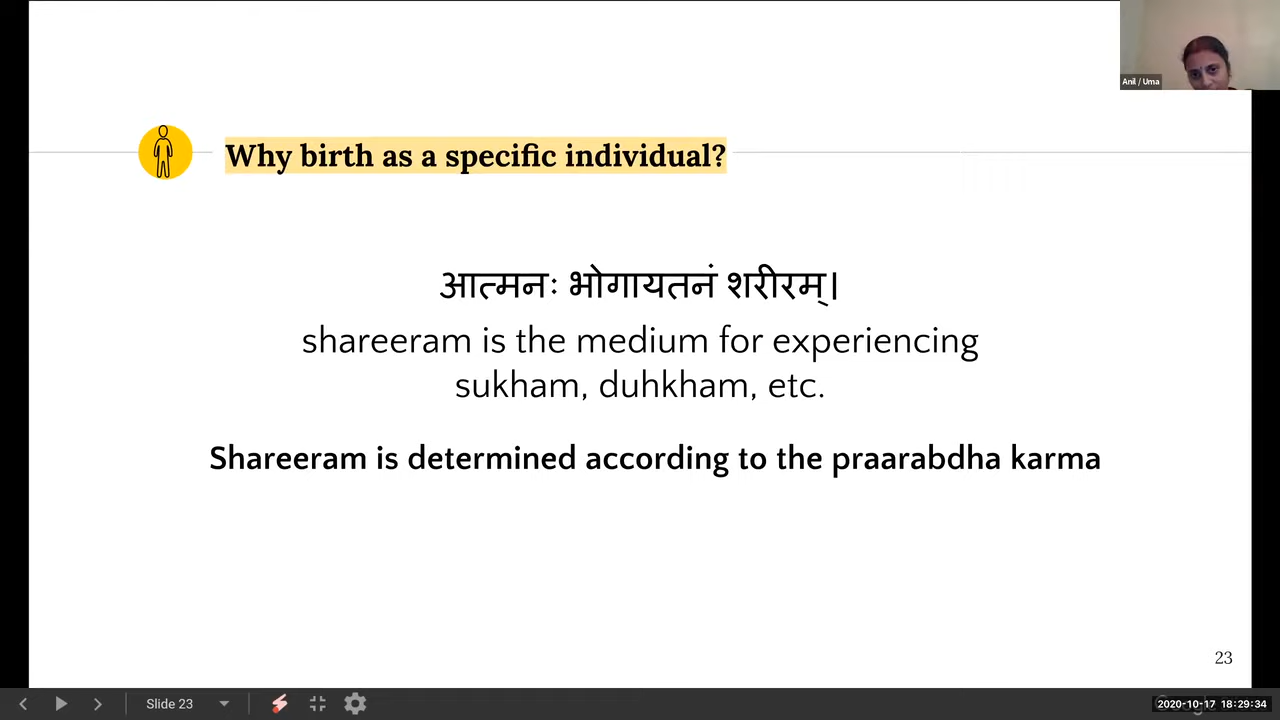 Anil / Uma
Why birth as a specific individual?
आत्मनः भोगायतनं शरीरम्।
shareeram is the medium for experiencing
sukham, duhkham, etc.
Shareeram is determined according to the praarabdha karma
23
Slide 23
2020-10-17 18:29:34